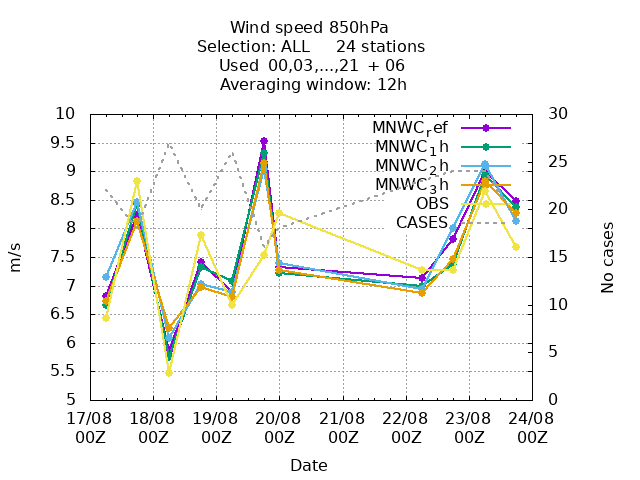 Wind speed 850hPa
Selection: ALL 24 stations
Used 00,03,...,21 + 06
Averaging window: 12h
10
9.5
9
8.5
8
7.5
7
6.5
6
5.5
5
m/s
30
25
20
15
10
5
0
No cases
MNWC_ref
MNWC_1h
MNWC_2h
MNWC_3h
OBS
CASES
17/08 18/08 19/08 20/08 21/08 22/08 23/08 24/08
00Z 00Z 00Z 00Z 00Z 00Z 00Z 00Z
Date